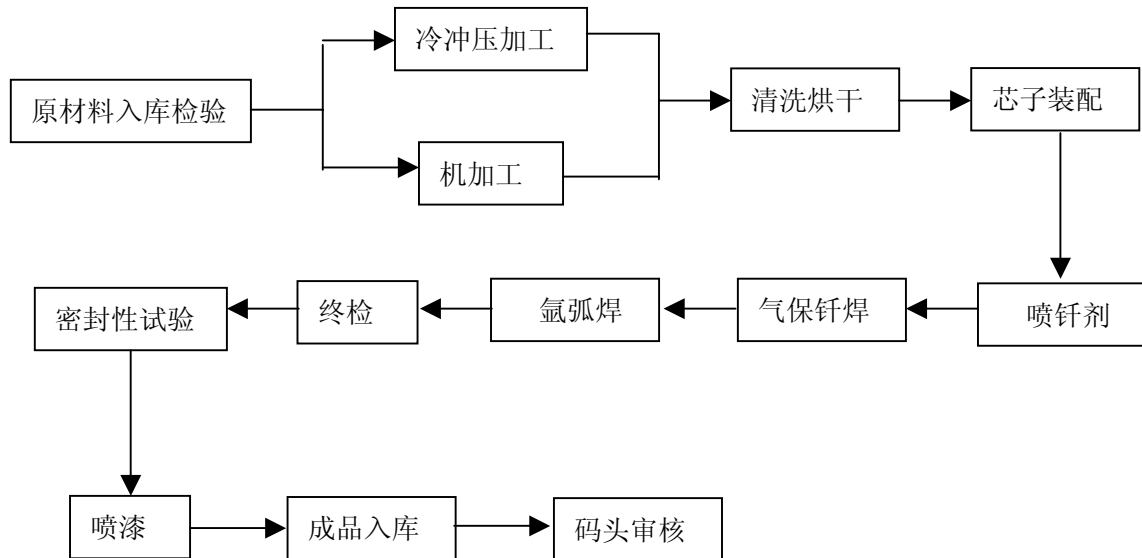 冷冲压加工
原材料入库检验
清洗烘干
芯子装配
机加工
密封性试验
终检
氩弧焊
气保钎焊
喷钎剂
喷漆
成品入库
码头审核